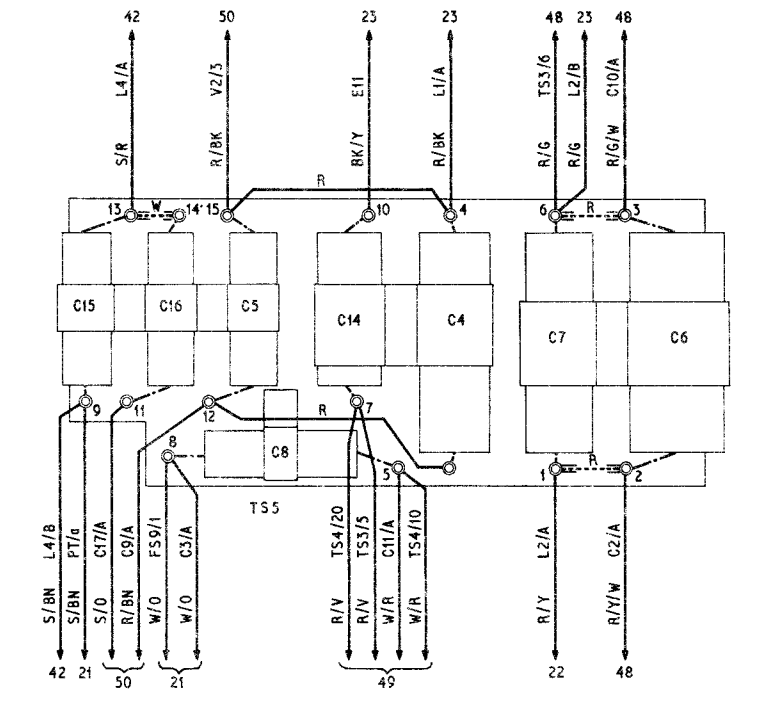 42 50 23 23 48 23 48
L4/A V2/3 E11 L1/A TS3/6 L2/B C10/A
S/R R/BK BK/Y R/BK R/G R/G R/G/W
R
13 W 14 15 10 4 6 R 3
C15 C16 C5 C14 C4 C7 C6
9 11 12 R 7
8 C8 5 1 R 2
TS5
L4/B PT/a C17/A C9/A FS9/1 C3/A TS4/20 TS3/5 C11/A TS4/10 L2/A C2/A
S/BN S/BN S/O R/BN W/O W/O R/V R/V W/R W/R R/Y R/Y/W
42 21 50 21 49 22 48